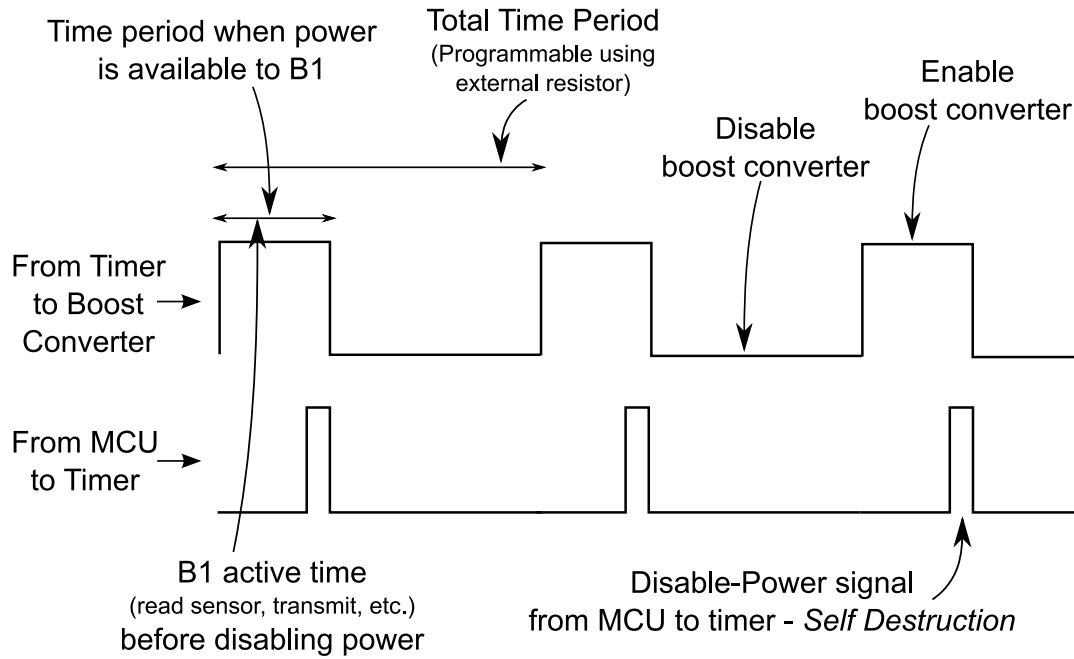 Time period when power
is available to B1
Total Time Period
(Programmable using
external resistor)
Enable
boost converter
Disable
boost converter
From Timer
to Boost
Converter
From MCU
to Timer
B1 active time
(read sensor, transmit, etc.)
before disabling power
Disable-Power signal
from MCU to timer - Self Destruction